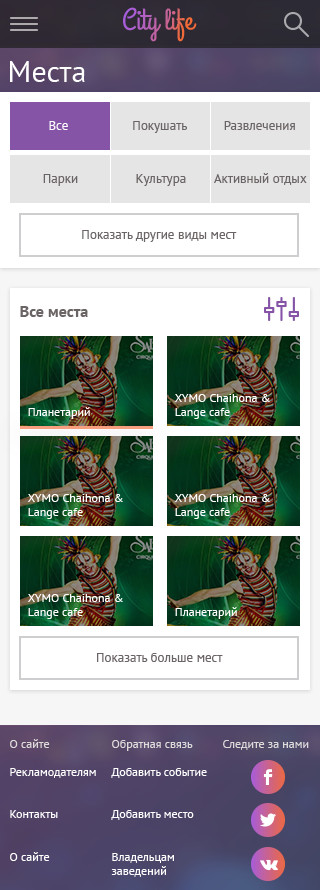 City life
Места
Все
Покушать
Развлечения
Парки
Культура
Активный отдых
Показать другие виды мест
Все места
Планетарий
XYMO Chaihona &
Lange cafe
XYMO Chaihona &
Lange cafe
XYMO Chaihona &
Lange cafe
XYMO Chaihona &
Lange cafe
Планетарий
Показать больше мест
О сайте
Обратная связь
Следите за нами
Рекламодателям
Добавить событие
Контакты
Добавить место
О сайте
Владельцам
заведений